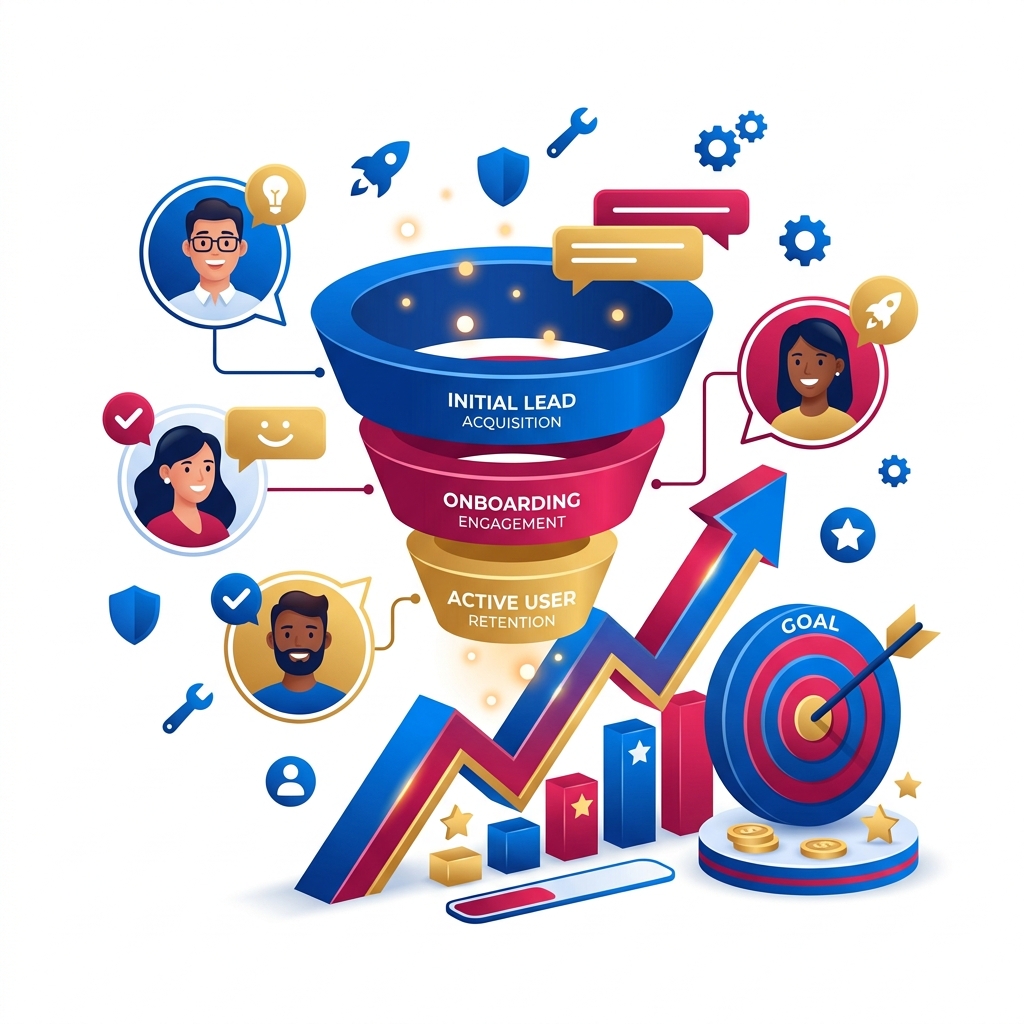 INITIAL LEAD
ACQUISITION
ONBOARDING
ENGAGEMENT
ACTIVE USER
RETENTION
GOAL